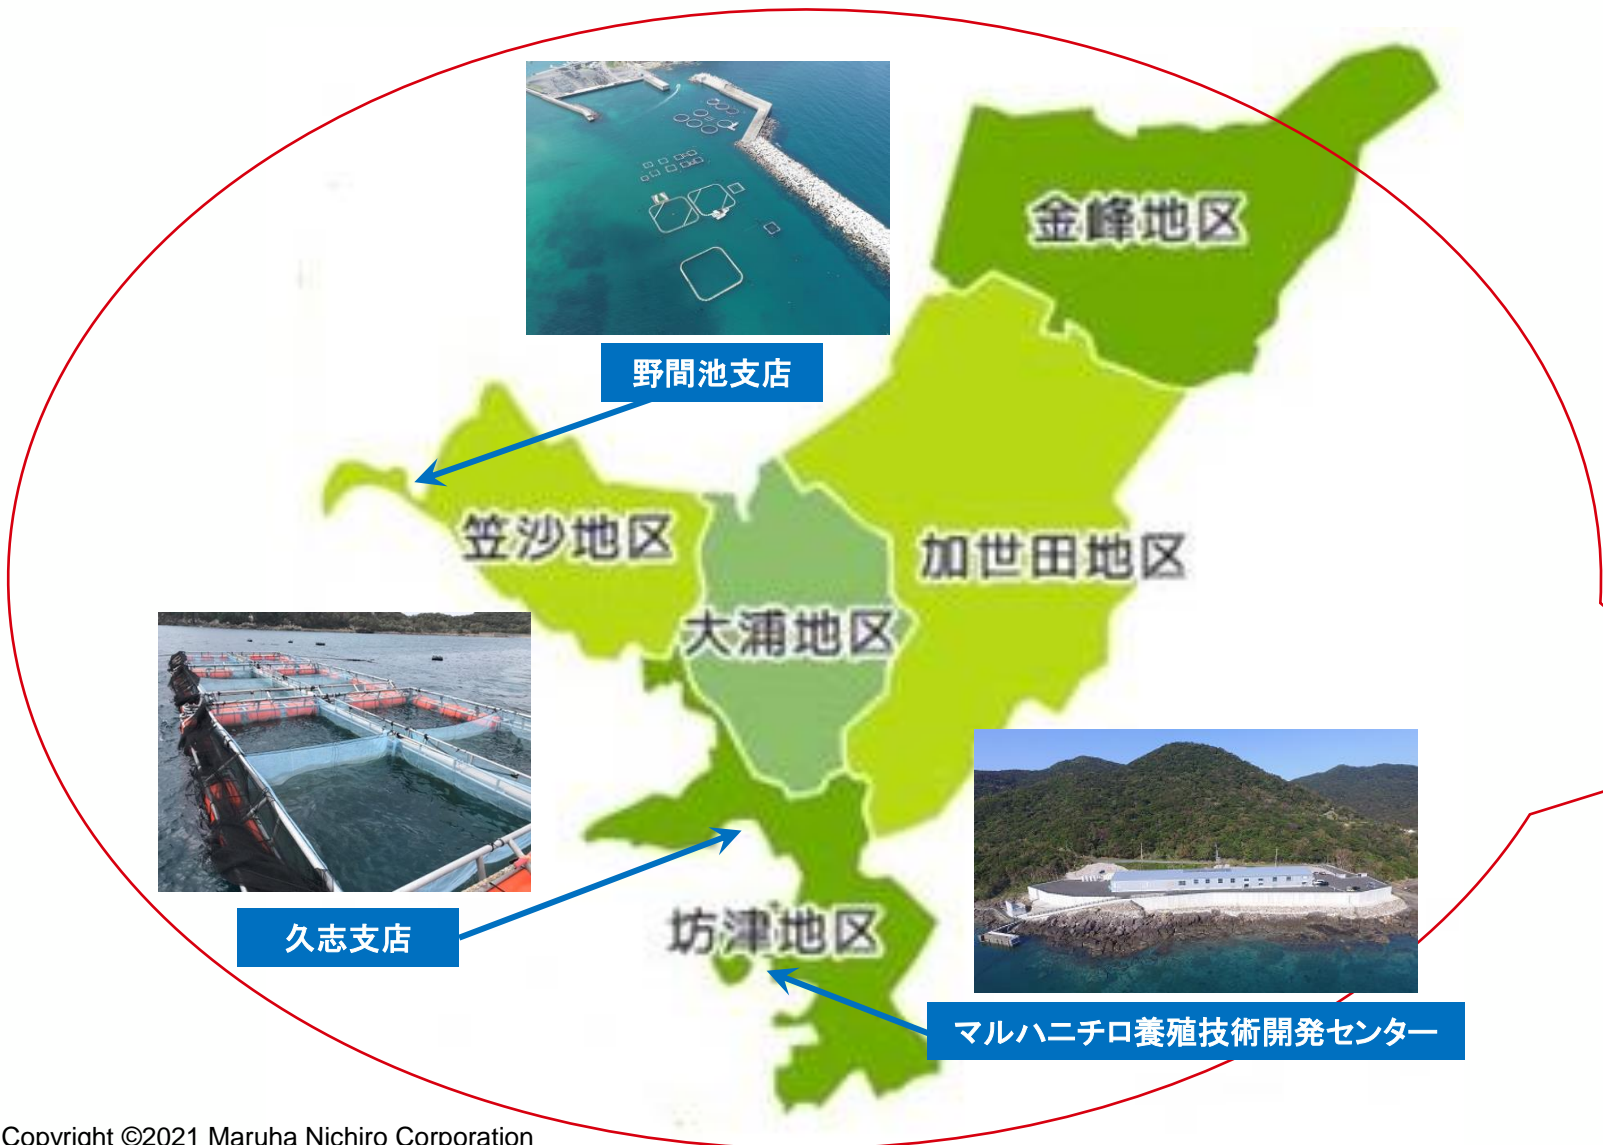 金峰地区
野間池支店
笠沙地区
加世田地区
大浦地区
久志支店
坊津地区
マルハニチロ養殖技術開発センター
Copyright ©2021 Maruha Nichiro Corporation